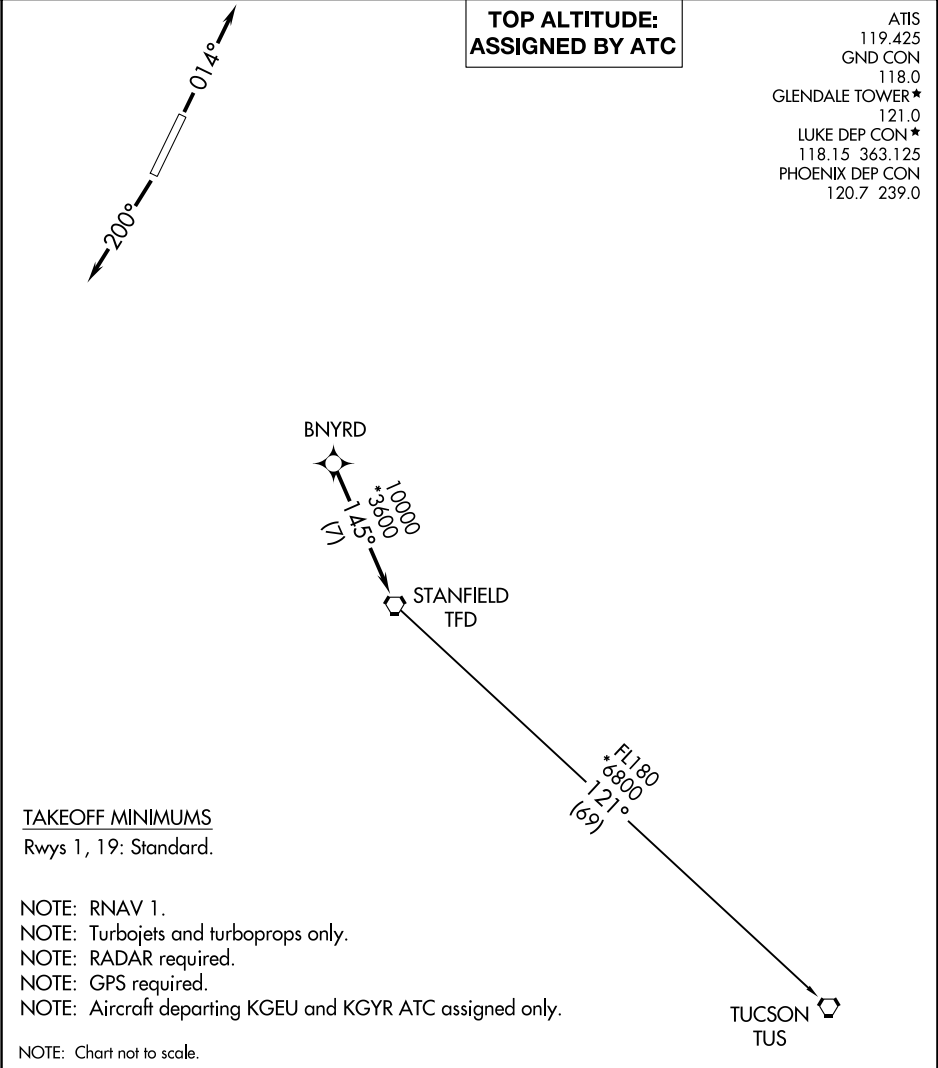 TOP ALTITUDE:
ASSIGNED BY ATC
ATIS
119.425
GND CON
118.0
GLENDALE TOWER★
121.0
LUKE DEP CON★
118.15 363.125
PHOENIX DEP CON
120.7 239.0
014°
200°
BNYRD
10000
*3600
145°
(7)
STANFIELD
TFD
FL180
*6800
121°
(69)
TUCSON
TUS
TAKEOFF MINIMUMS
Rwys 1, 19: Standard.
NOTE: RNAV 1.
NOTE: Turbojets and turboprops only.
NOTE: RADAR required.
NOTE: GPS required.
NOTE: Aircraft departing KGEU and KGYR ATC assigned only.
NOTE: Chart not to scale.